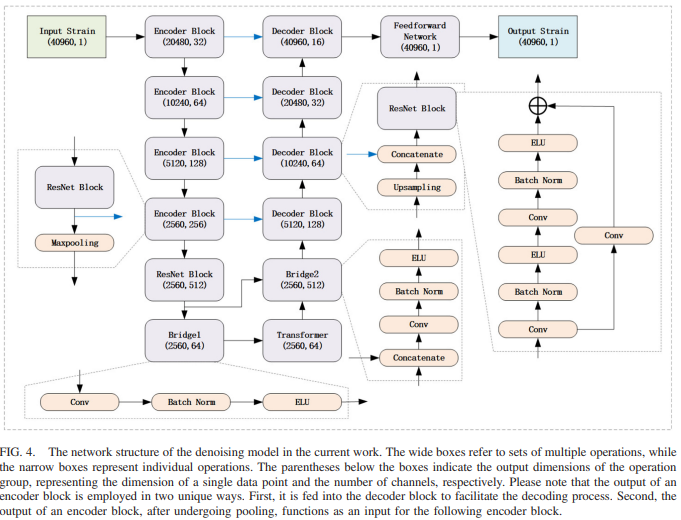 Input Strain
(40960,1)
Encoder Block
(20480,32)
Decoder Block
(40960,16)
Feedforward
Network
(40960,1)
Output Strain
(40960,1)
Encoder Block
(10240,64)
Decoder Block
(20480,32)
ResNet Block
ELU
Encoder Block
(5120,128)
Decoder Block
(10240,64)
Concatenate
Batch Norm
ResNet Block
Upsampling
Maxpooling
Encoder Block
(2560,256)
Decoder Block
(5120,128)
Conv
Conv
ELU
ELU
ResNet Block
(2560,512)
Bridge2
(2560,512)
Batch Norm
Batch Norm
Conv
Conv
Bridge1
(2560,64)
Transformer
(2560,64)
Concatenate
Conv
Batch Norm
ELU
FIG. 4. The network structure of the denoising model in the current work. The wide boxes refer to sets of multiple operations, while
the narrow boxes represent individual operations. The parentheses below the boxes indicate the output dimensions of the operation
group, representing the dimension of a single data point and the number of channels, respectively. Please note that the output of an
encoder block is employed in two unique ways. First, it is fed into the decoder block to facilitate the decoding process. Second, the
output of an encoder block, after undergoing pooling, functions as an input for the following encoder block.